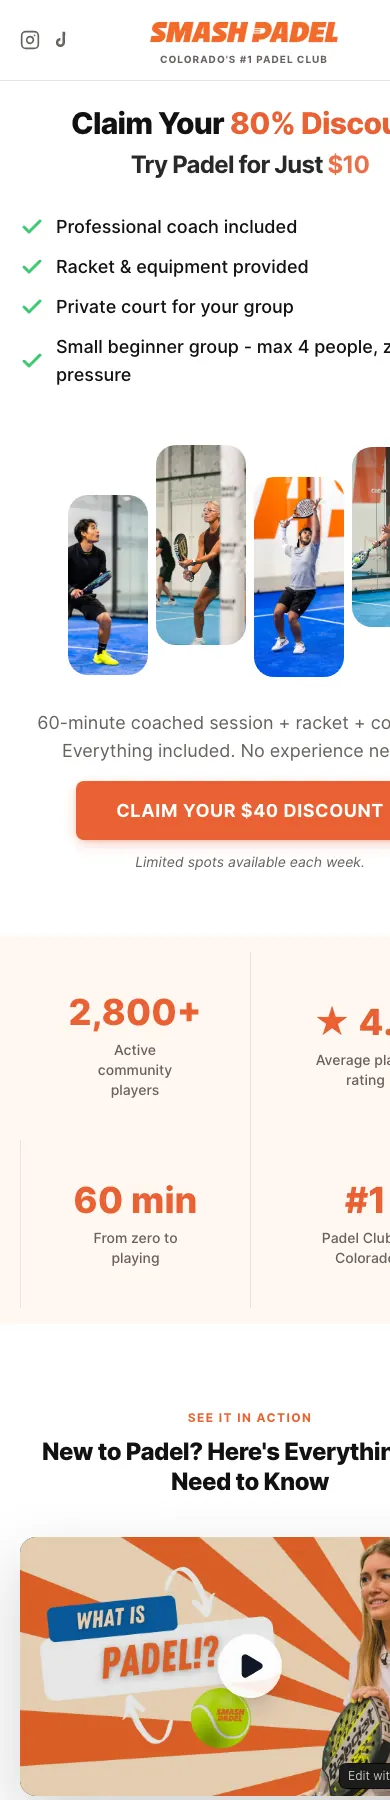 SMASH PADEL
COLORADO'S #1 PADEL CLUB
Claim Your 80% Discou
Try Padel for Just $10
Professional coach included
Racket & equipment provided
Private court for your group
Small beginner group - max 4 people, z
pressure
60-minute coached session + racket + co
Everything included. No experience ne
CLAIM YOUR $40 DISCOUNT
Limited spots available each week.
2,800+
Active
community
players
★ 4.
Average pla
rating
60 min
From zero to
playing
#1
Padel Club
Colorado
SEE IT IN ACTION
New to Padel? Here's Everythin
Need to Know
WHAT IS
PADEL!?
SMASH
PADEL
Edit wit